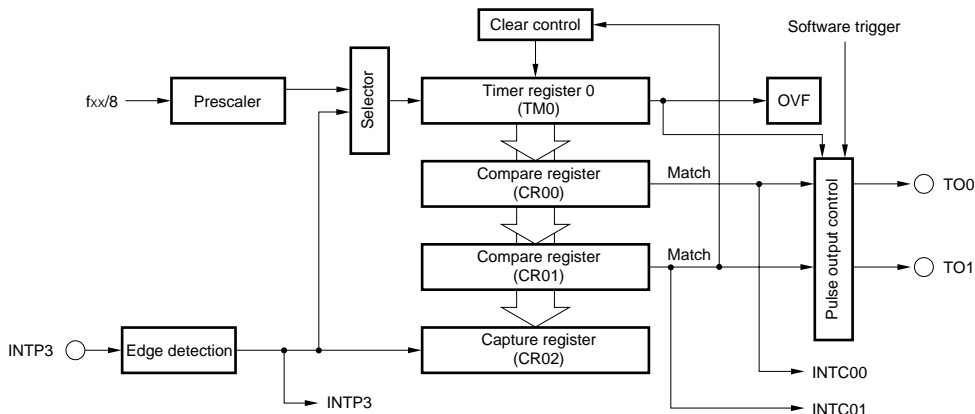 Clear control
Software trigger
fxx/8
Prescaler
Selector
Timer register 0
(TM0)
OVF
Compare register
(CR00)
Match
TO0
Compare register
(CR01)
Match
TO1
Pulse output control
INTP3
Edge detection
Capture register
(CR02)
INTC00
INTP3
INTC01